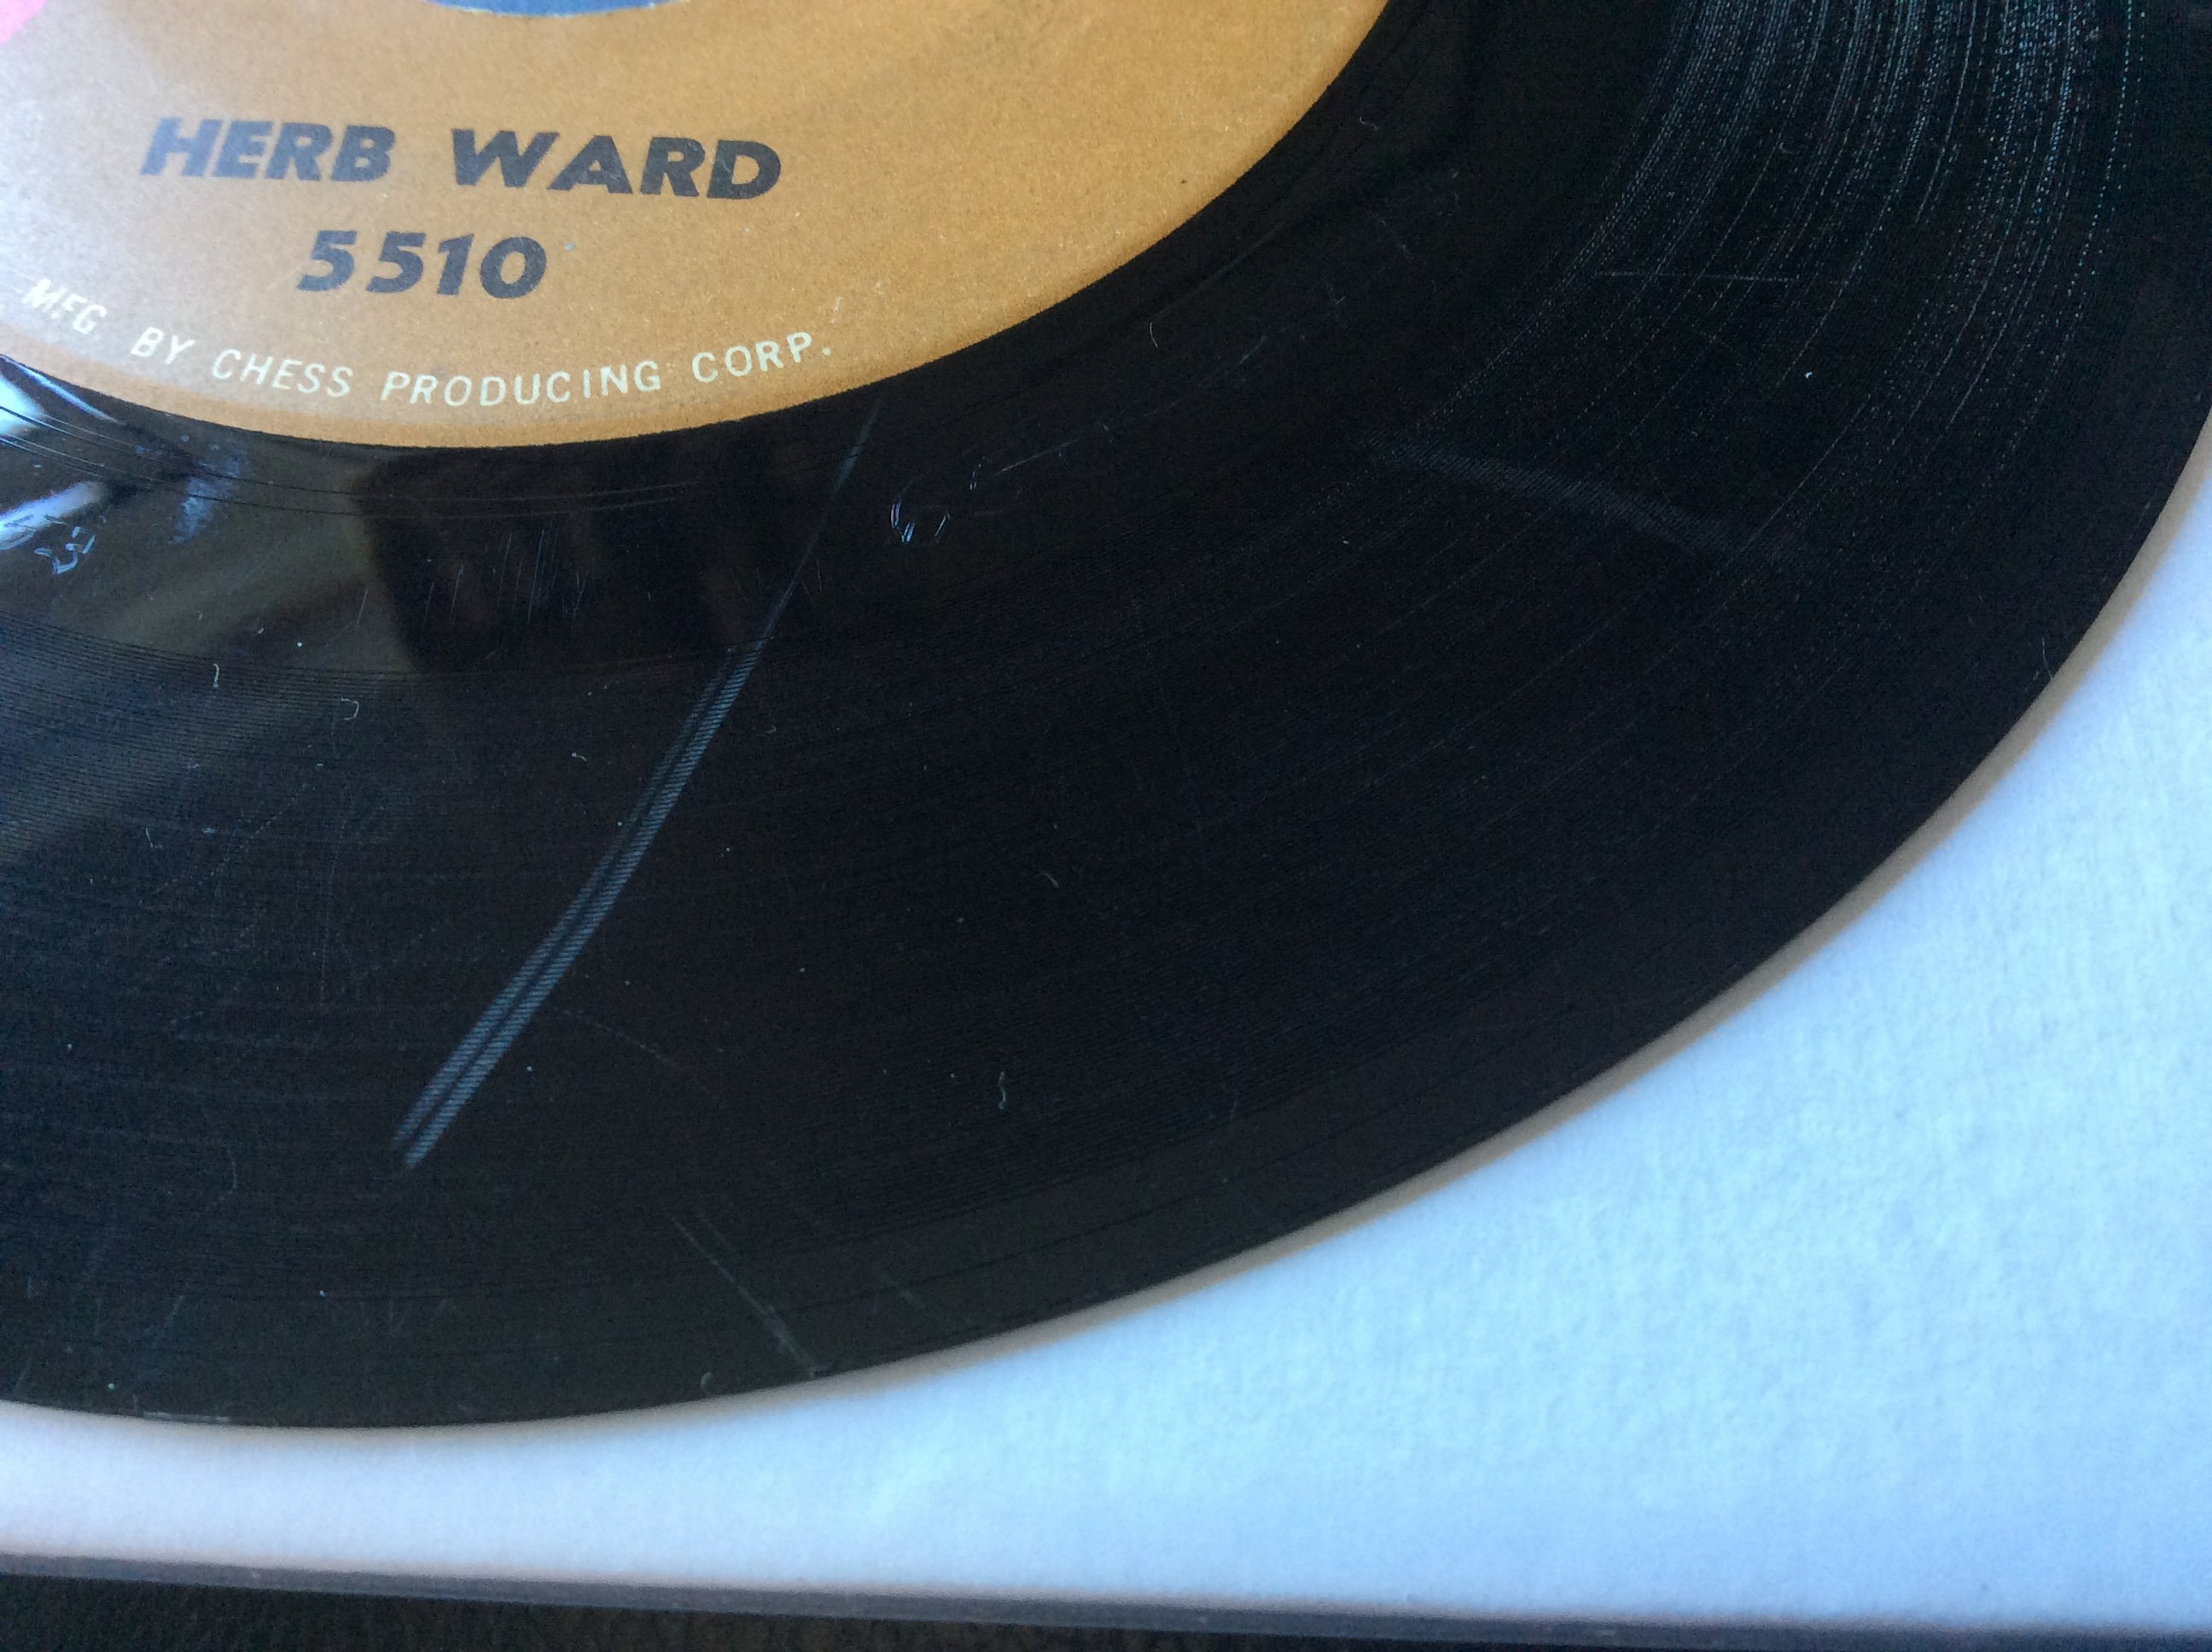 HERB WARD
5510
MFG. BY CHESS PRODUCING CORP.